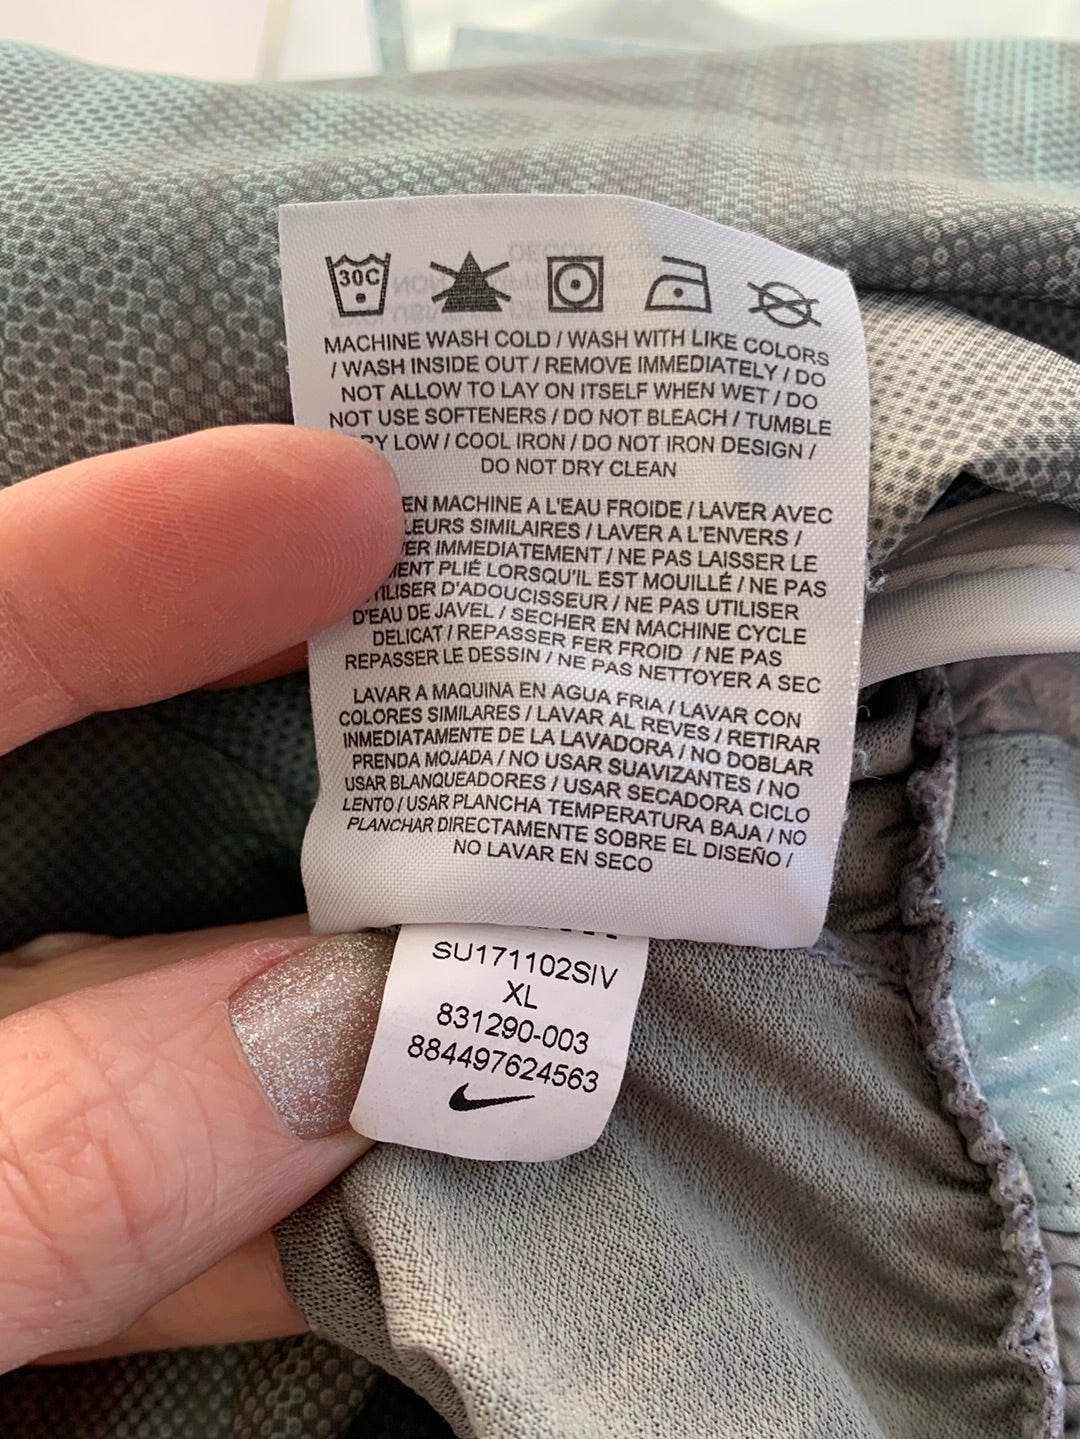 30C
MACHINE WASH COLD / WASH WITH LIKE COLORS
/ WASH INSIDE OUT / REMOVE IMMEDIATELY / DO
NOT ALLOW TO LAY ON ITSELF WHEN WET / DO
NOT USE SOFTENERS / DO NOT BLEACH / TUMBLE
LOW / COOL IRON / DO NOT IRON DESIGN /
DO NOT DRY CLEAN
EN MACHINE A L'EAU FROIDE / LAVER AVEC
SIMILAIRES / LAVER A L'ENVERS /
IMMEDIATEMENT / NE PAS LAISSER LE
PLIÉ LORSQU'IL EST MOUILLÉ / NE PAS
D'ADOUCISSEUR / NE PAS UTILISER
D'EAU DE JAVEL / SECHER EN MACHINE CYCLE
DELICAT / REPASSER FER FROID / NE PAS
REPASSER LE DESSIN / NE PAS NETTOYER A SEC
LAVAR A MAQUINA EN AGUA FRIA / LAVAR CON
COLORES SIMILARES / LAVAR AL REVES / RETIRAR
INMEDIATAMENTE DE LA LAVADORA / NO DOBLAR
PRENDA MOJADA / NO USAR SUAVIZANTES / NO
USAR BLANQUEADORES / USAR SECADORA CICLO
LENTO / USAR PLANCHA TEMPERATURA BAJA / NO
PLANCHAR DIRECTAMENTE SOBRE EL DISEÑO /
NO LAVAR EN SECO
SU171102SIV
XL
831290-003
884497624563